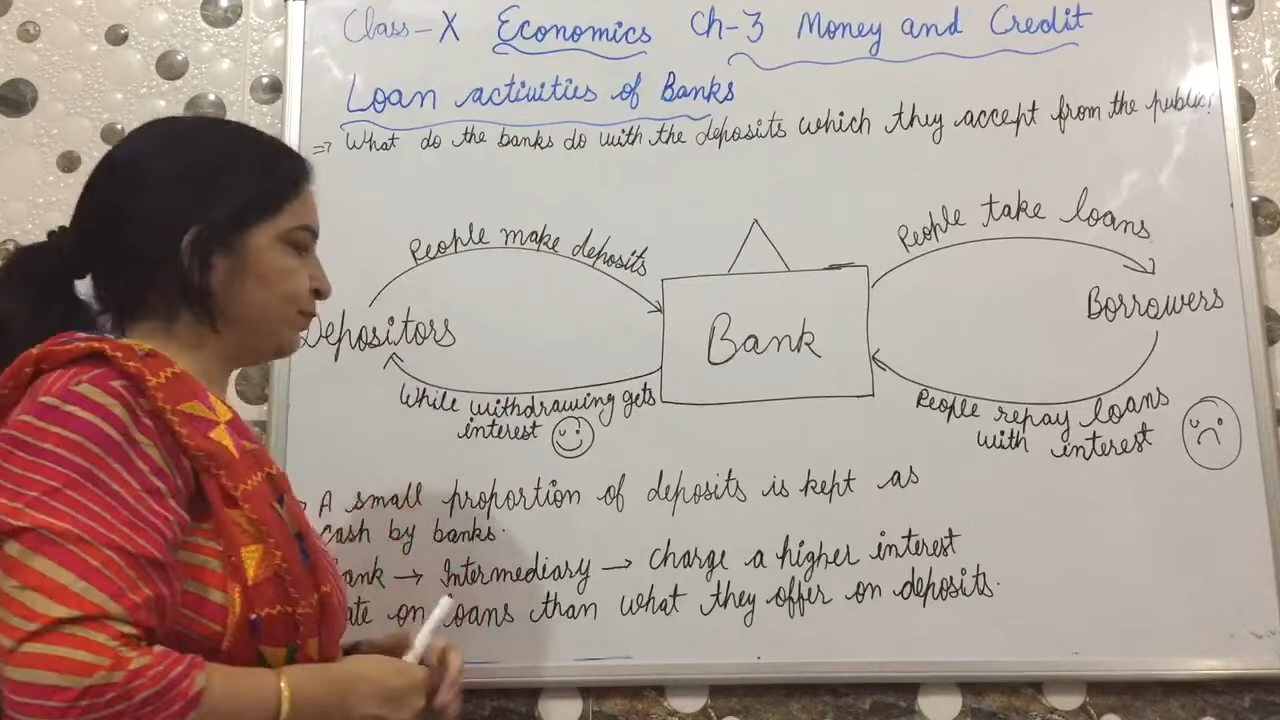 Class-X Economics Ch-3 Money and Credit
Loan activities of Banks
=> What do the banks do with the deposits which they accept from the public?
People make deposits
People take loans
Depositors
Bank
Borrowers
While withdrawing gets
interest
People repay loans
with interest
A small proportion of deposits is kept as
cash by banks.
ank → Intermediary → charge a higher interest
ate on loans than what they offer on deposits.